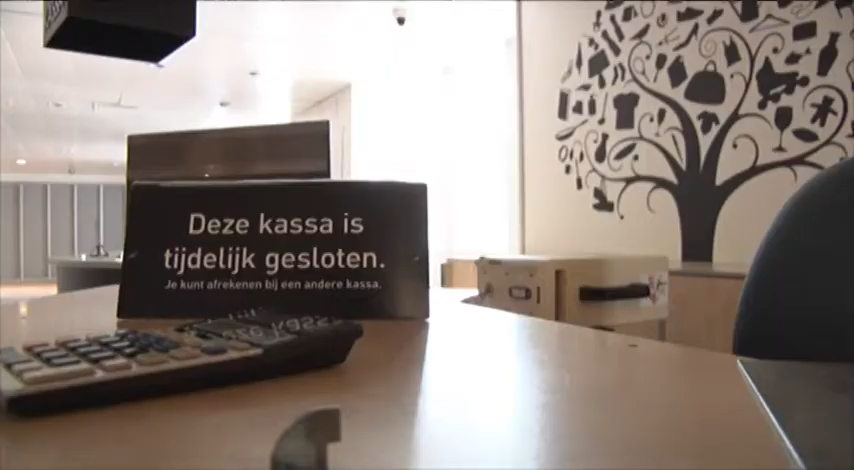 Deze kassa is
tijdelijk gesloten.
Je kunt afrekenen bij een andere kassa.